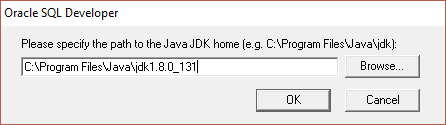 Oracle SQL Developer
Please specify the path to the Java JDK home (e.g. C:\Program Files\Java\jdk):
C:\Program Files\Java\jdk1.8.0_131
Browse...
OK
Cancel